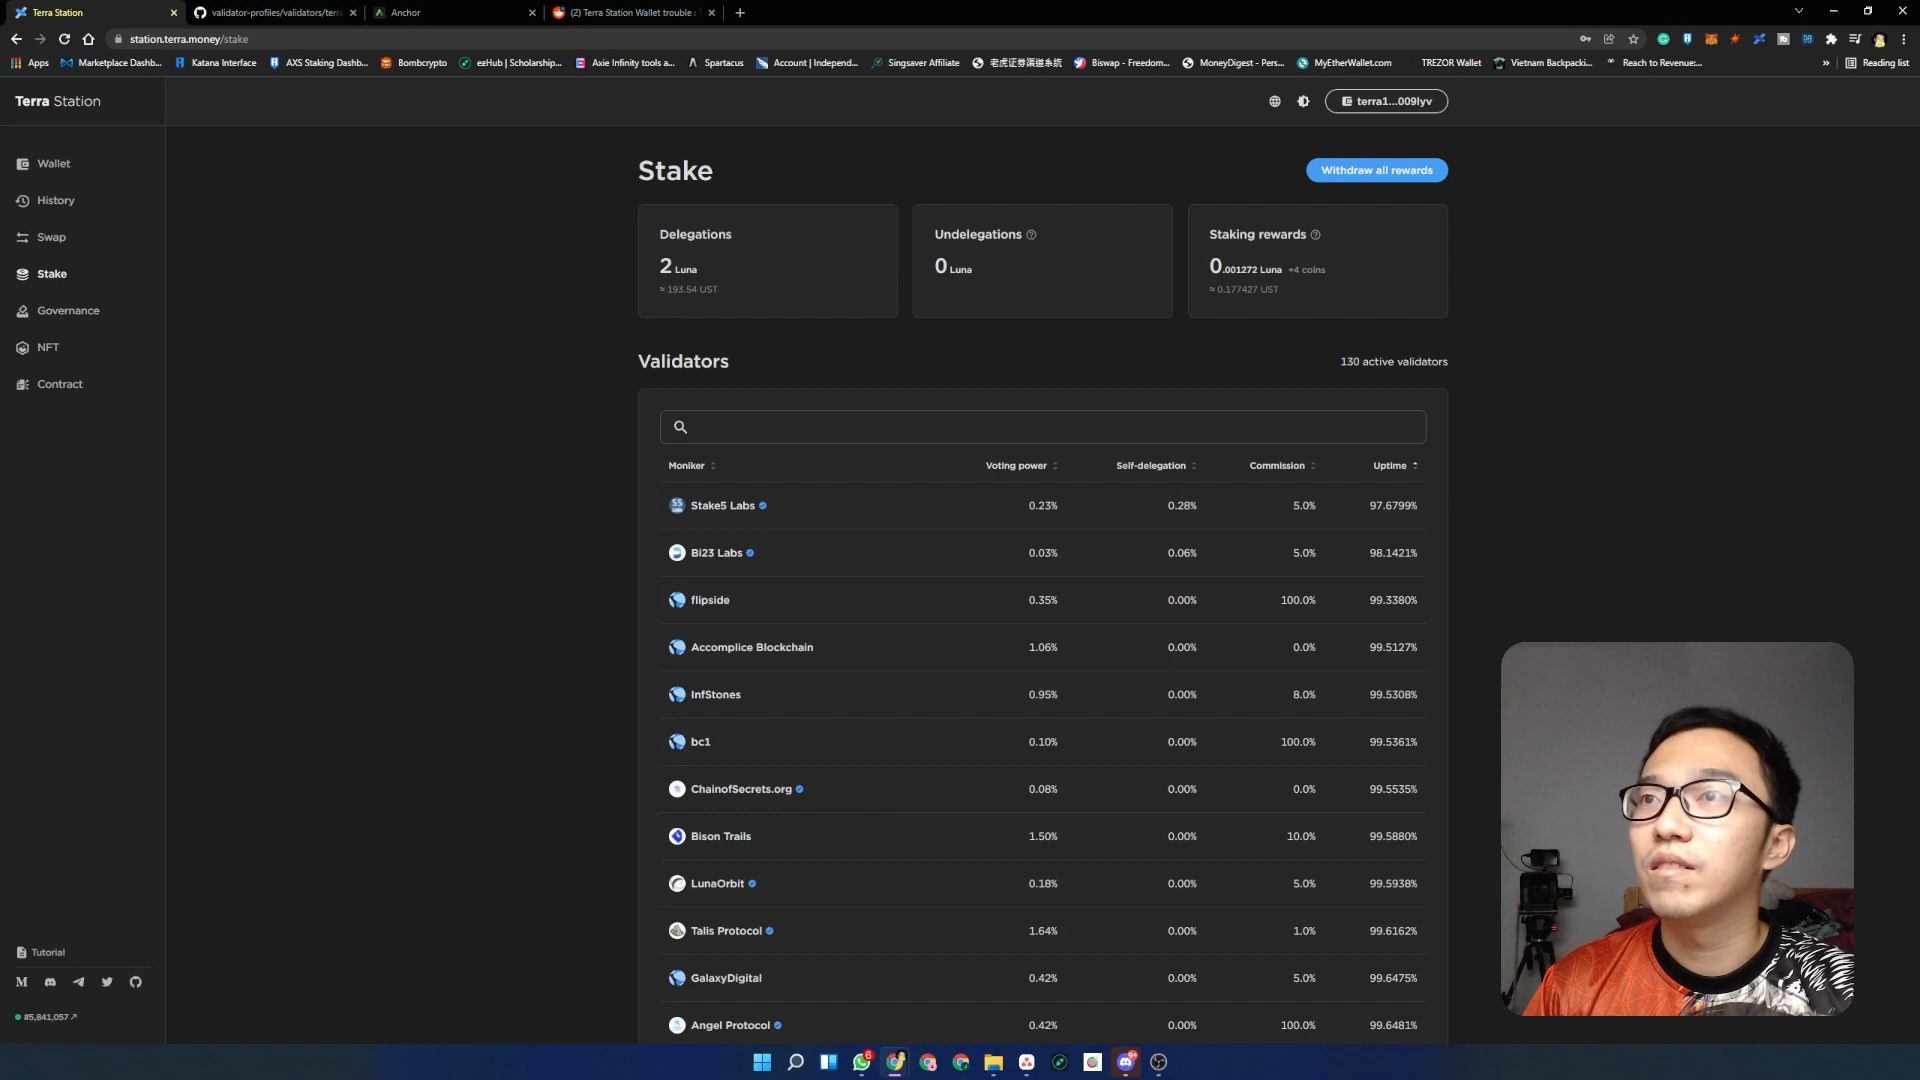 Terra Station
validator-profiles/validators/terra
Anchor
(2) Terra Station Wallet trouble :
station.terra.money/stake
Apps
Marketplace Dashb...
Katana Interface
AXS Staking Dashb...
Bombcrypto
ezHub | Scholarship...
Axie Infinity tools a...
Spartacus
Account | Independ...
Singsaver Affiliate
老虎证券渠道系統
MoneyDigest - Pers...
Biswap - Freedom...
MyEtherWallet.com
TREZOR Wallet
Vietnam Backpacki...
Reach to Revenue:...
»
Reading list
Terra Station
terra1...009lyv
Wallet
History
Swap
Stake
Governance
NFT
Contract
Stake
Withdraw all rewards
Delegations
2 Luna
≈ 193.54 UST
Undelegations
0 Luna
Staking rewards
0.001272 Luna +4 coins
≈ 0.177427 UST
Validators
130 active validators
Moniker Voting power Self-delegation Commission Uptime
Stake5 Labs 0.23% 0.28% 5.0% 97.6799%
Bi23 Labs 0.03% 0.06% 5.0% 98.1421%
flipside 0.35% 0.00% 100.0% 99.3380%
Accomplice Blockchain 1.06% 0.00% 0.0% 99.5127%
InfStones 0.95% 0.00% 8.0% 99.5308%
bc1 0.10% 0.00% 100.0% 99.5361%
ChainofSecrets.org 0.08% 0.00% 0.0% 99.5535%
Bison Trails 1.50% 0.00% 10.0% 99.5880%
LunaOrbit 0.18% 0.00% 5.0% 99.5938%
Talis Protocol 1.64% 0.00% 1.0% 99.6162%
GalaxyDigital 0.42% 0.00% 5.0% 99.6475%
Angel Protocol 0.42% 0.00% 100.0% 99.6481%
Tutorial
#5,841,057
6